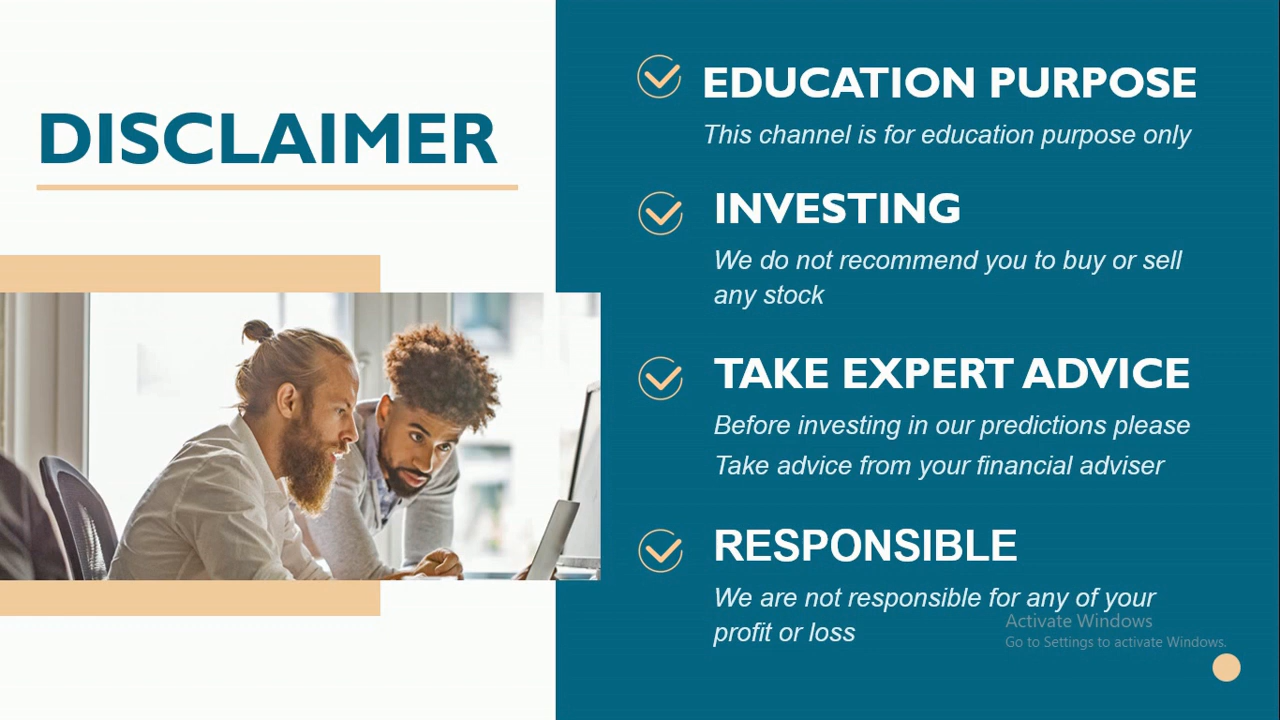 DISCLAIMER
EDUCATION PURPOSE
This channel is for education purpose only
INVESTING
We do not recommend you to buy or sell
any stock
TAKE EXPERT ADVICE
Before investing in our predictions please
Take advice from your financial adviser
RESPONSIBLE
We are not responsible for any of your
profit or loss
Activate Windows
Go to Settings to activate Windows.